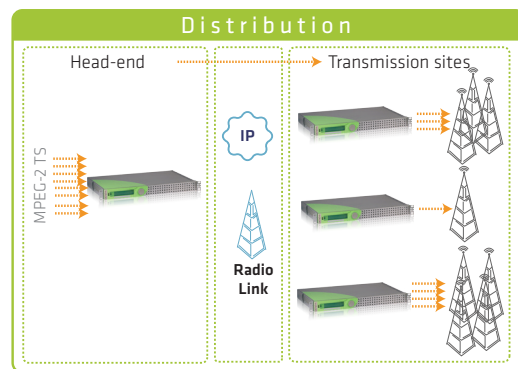 Distribution
Head-end
Transmission sites
MPEG-2 TS
IP
Radio
Link